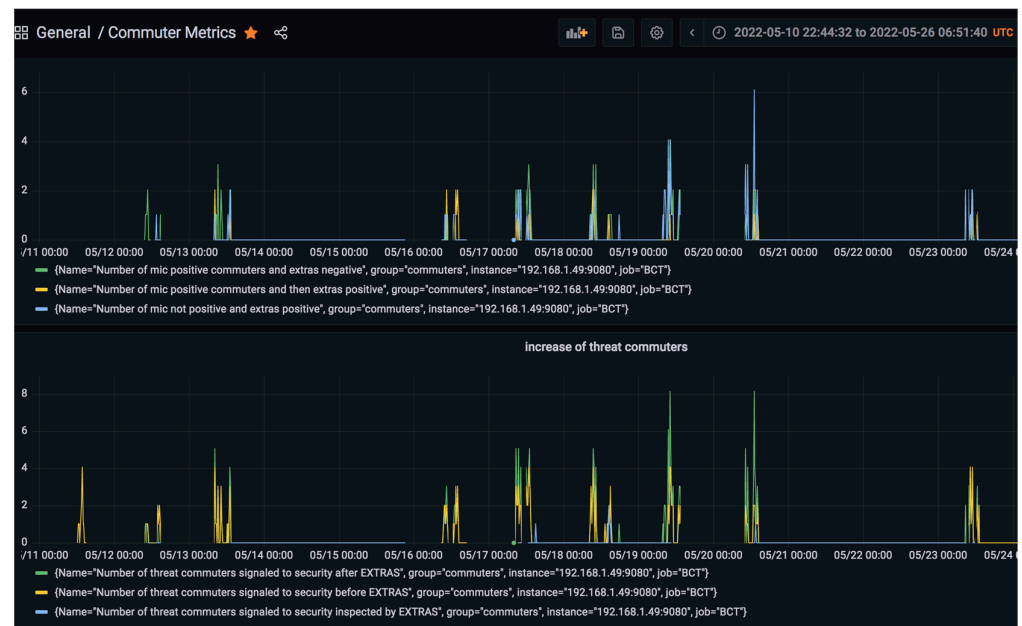 General / Commuter Metrics 2022-05-10 22:44:32 to 2022-05-26 06:51:40 UTC
6
4
2
0
/11 00:00 05/12 00:00 05/13 00:00 05/14 00:00 05/15 00:00 05/16 00:00 05/17 00:00 05/18 00:00 05/19 00:00 05/20 00:00 05/21 00:00 05/22 00:00 05/23 00:00 05/24
{Name="Number of mic positive commuters and extras negative", group="commuters", instance="192.168.1.49:9080", job="BCT"}
{Name="Number of mic positive commuters and then extras positive", group="commuters", instance="192.168.1.49:9080", job="BCT"}
{Name="Number of mic not positive and extras positive", group="commuters", instance="192.168.1.49:9080", job="BCT"}
increase of threat commuters
8
6
4
2
0
/11 00:00 05/12 00:00 05/13 00:00 05/14 00:00 05/15 00:00 05/16 00:00 05/17 00:00 05/18 00:00 05/19 00:00 05/20 00:00 05/21 00:00 05/22 00:00 05/23 00:00 05/24
{Name="Number of threat commuters signaled to security after EXTRAS", group="commuters", instance="192.168.1.49:9080", job="BCT"}
{Name="Number of threat commuters signaled to security before EXTRAS", group="commuters", instance="192.168.1.49:9080", job="BCT"}
{Name="Number of threat commuters signaled to security inspected by EXTRAS", group="commuters", instance="192.168.1.49:9080", job="BCT"}